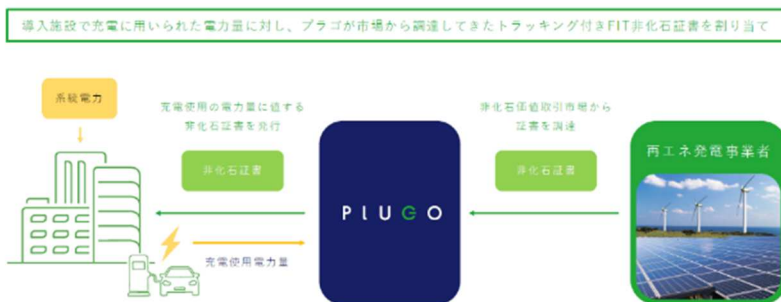 導入施設で充電に用いられた電力量に対し、プラゴが市場から調達してきたトラッキング付きFIT非化石証書を割り当て
系統電力
充電使用の電力量に値する
非化石証書を発行
非化石証書
充電使用電力量
PLUGO
非化石価値取引市場から
証書を調達
非化石証書
再エネ発電事業者